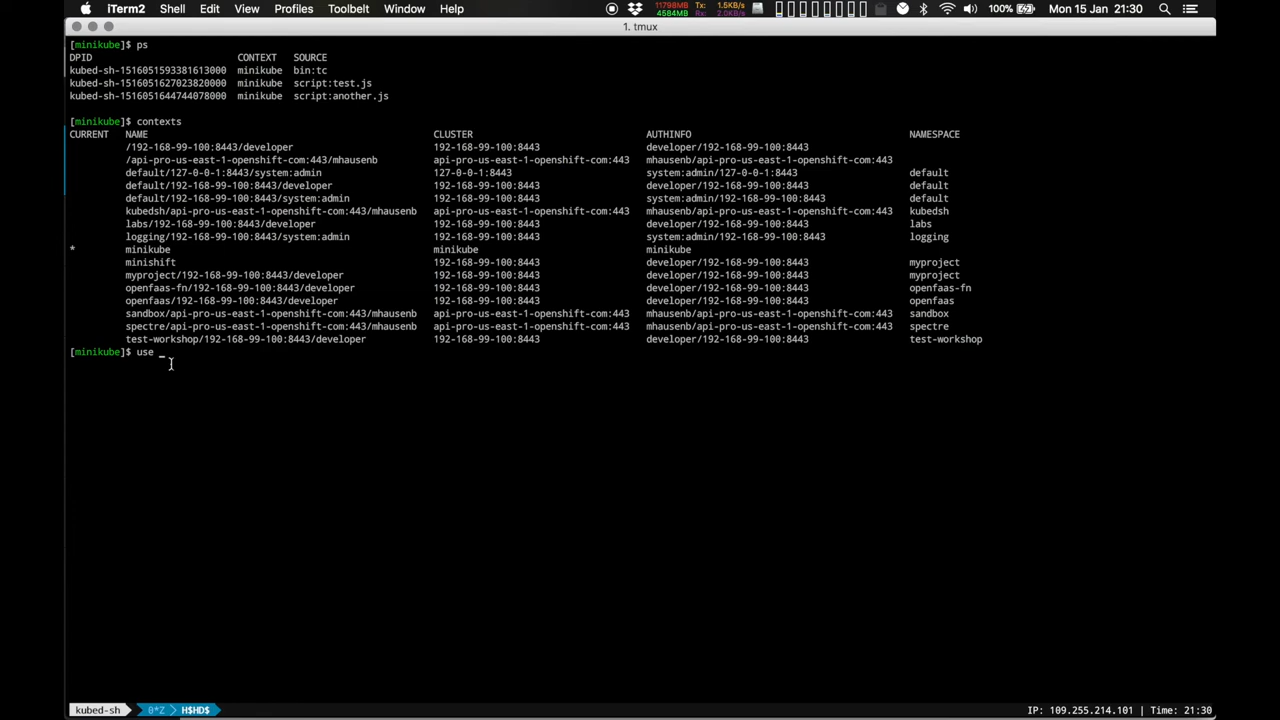 iTerm2 Shell Edit View Profiles Toolbelt Window Help 11798MB 4584MB Tx: 1.5KB/s Rx: 2.0KB/s 100% Mon 15 Jan 21:30
1. tmux
[minikube]$ ps
DPID CONTEXT SOURCE
kubed-sh-1516051593381613000 minikube bin:tc
kubed-sh-1516051627023820000 minikube script:test.js
kubed-sh-1516051644744078000 minikube script:another.js
[minikube]$ contexts
CURRENT NAME CLUSTER AUTHINFO NAMESPACE
/192-168-99-100:8443/developer 192-168-99-100:8443 developer/192-168-99-100:8443
/api-pro-us-east-1-openshift-com:443/mhausenb api-pro-us-east-1-openshift-com:443 mhausenb/api-pro-us-east-1-openshift-com:443
default/127-0-0-1:8443/system:admin 127-0-0-1:8443 system:admin/127-0-0-1:8443 default
default/192-168-99-100:8443/developer 192-168-99-100:8443 developer/192-168-99-100:8443 default
default/192-168-99-100:8443/system:admin 192-168-99-100:8443 system:admin/192-168-99-100:8443 default
kubedsh/api-pro-us-east-1-openshift-com:443/mhausenb api-pro-us-east-1-openshift-com:443 mhausenb/api-pro-us-east-1-openshift-com:443 kubedsh
labs/192-168-99-100:8443/developer 192-168-99-100:8443 developer/192-168-99-100:8443 labs
logging/192-168-99-100:8443/system:admin 192-168-99-100:8443 system:admin/192-168-99-100:8443 logging
* minikube minikube minikube
minishift 192-168-99-100:8443 developer/192-168-99-100:8443 myproject
myproject/192-168-99-100:8443/developer 192-168-99-100:8443 developer/192-168-99-100:8443 myproject
openfaas-fn/192-168-99-100:8443/developer 192-168-99-100:8443 developer/192-168-99-100:8443 openfaas-fn
openfaas/192-168-99-100:8443/developer 192-168-99-100:8443 developer/192-168-99-100:8443 openfaas
sandbox/api-pro-us-east-1-openshift-com:443/mhausenb api-pro-us-east-1-openshift-com:443 mhausenb/api-pro-us-east-1-openshift-com:443 sandbox
spectre/api-pro-us-east-1-openshift-com:443/mhausenb api-pro-us-east-1-openshift-com:443 mhausenb/api-pro-us-east-1-openshift-com:443 spectre
test-workshop/192-168-99-100:8443/developer 192-168-99-100:8443 developer/192-168-99-100:8443 test-workshop
[minikube]$ use _
kubed-sh 0*Z H$HD$ IP: 109.255.214.101 | Time: 21:30